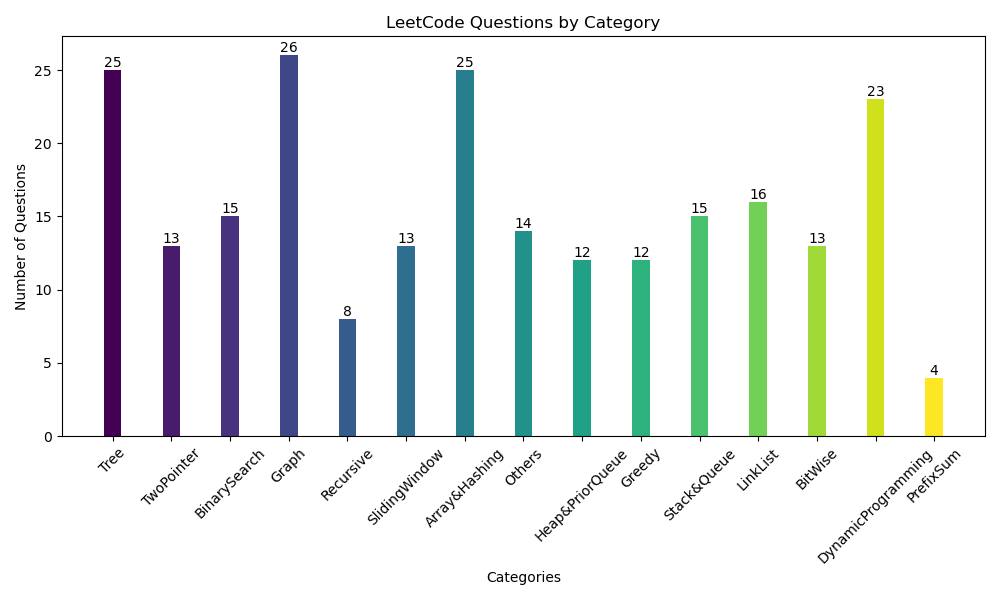 LeetCode Questions by Category
Number of Questions
25
20
15
10
5
0
25
13
15
26
8
13
25
14
12
12
15
16
13
23
4
Tree
TwoPointer
BinarySearch
Graph
Recursive
SlidingWindow
Array&Hashing
Others
Heap&PriorQueue
Greedy
Stack&Queue
LinkList
BitWise
DynamicProgramming
PrefixSum
Categories